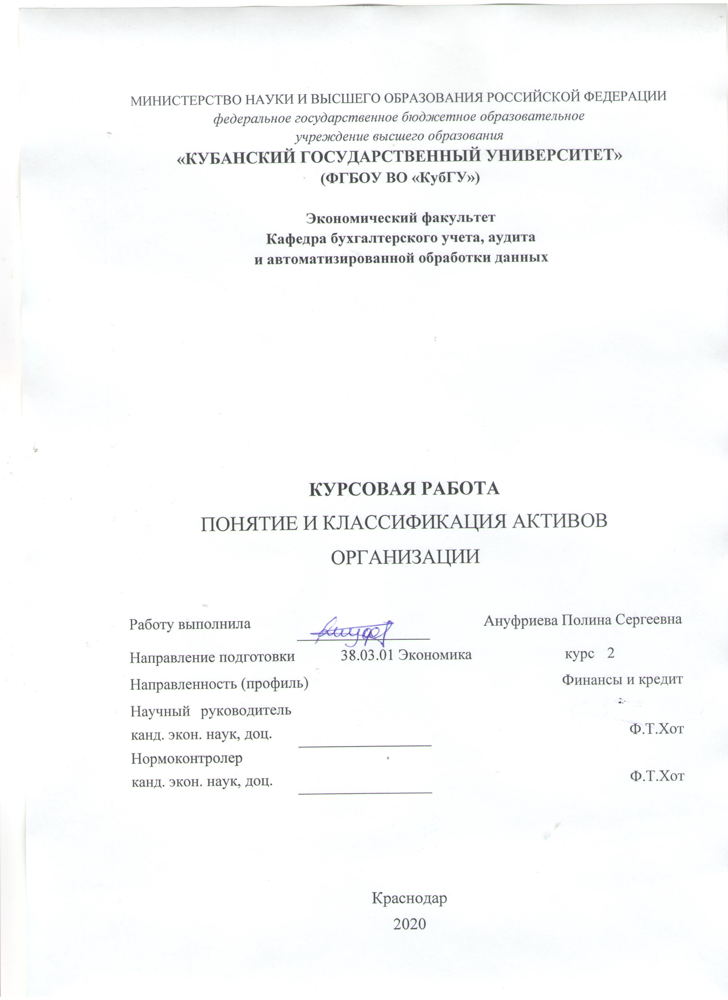 МИНИСТЕРСТВО НАУКИ И ВЫСШЕГО ОБРАЗОВАНИЯ РОССИЙСКОЙ ФЕДЕРАЦИИ
федеральное государственное бюджетное образовательное
учреждение высшего образования
«КУБАНСКИЙ ГОСУДАРСТВЕННЫЙ УНИВЕРСИТЕТ»
(ФГБОУ ВО «КубГУ»)
Экономический факультет
Кафедра бухгалтерского учета, аудита
и автоматизированной обработки данных
КУРСОВАЯ РАБОТА
ПОНЯТИЕ И КЛАССИФИКАЦИЯ АКТИВОВ
ОРГАНИЗАЦИИ
Работу выполнила Ануфриева Полина Сергеевна
Направление подготовки 38.03.01 Экономика курс 2
Направленность (профиль) Финансы и кредит
Научный руководитель
канд. экон. наук, доц. Ф.Т.Хот
Нормоконтролер
канд. экон. наук, доц. Ф.Т.Хот
Краснодар
2020